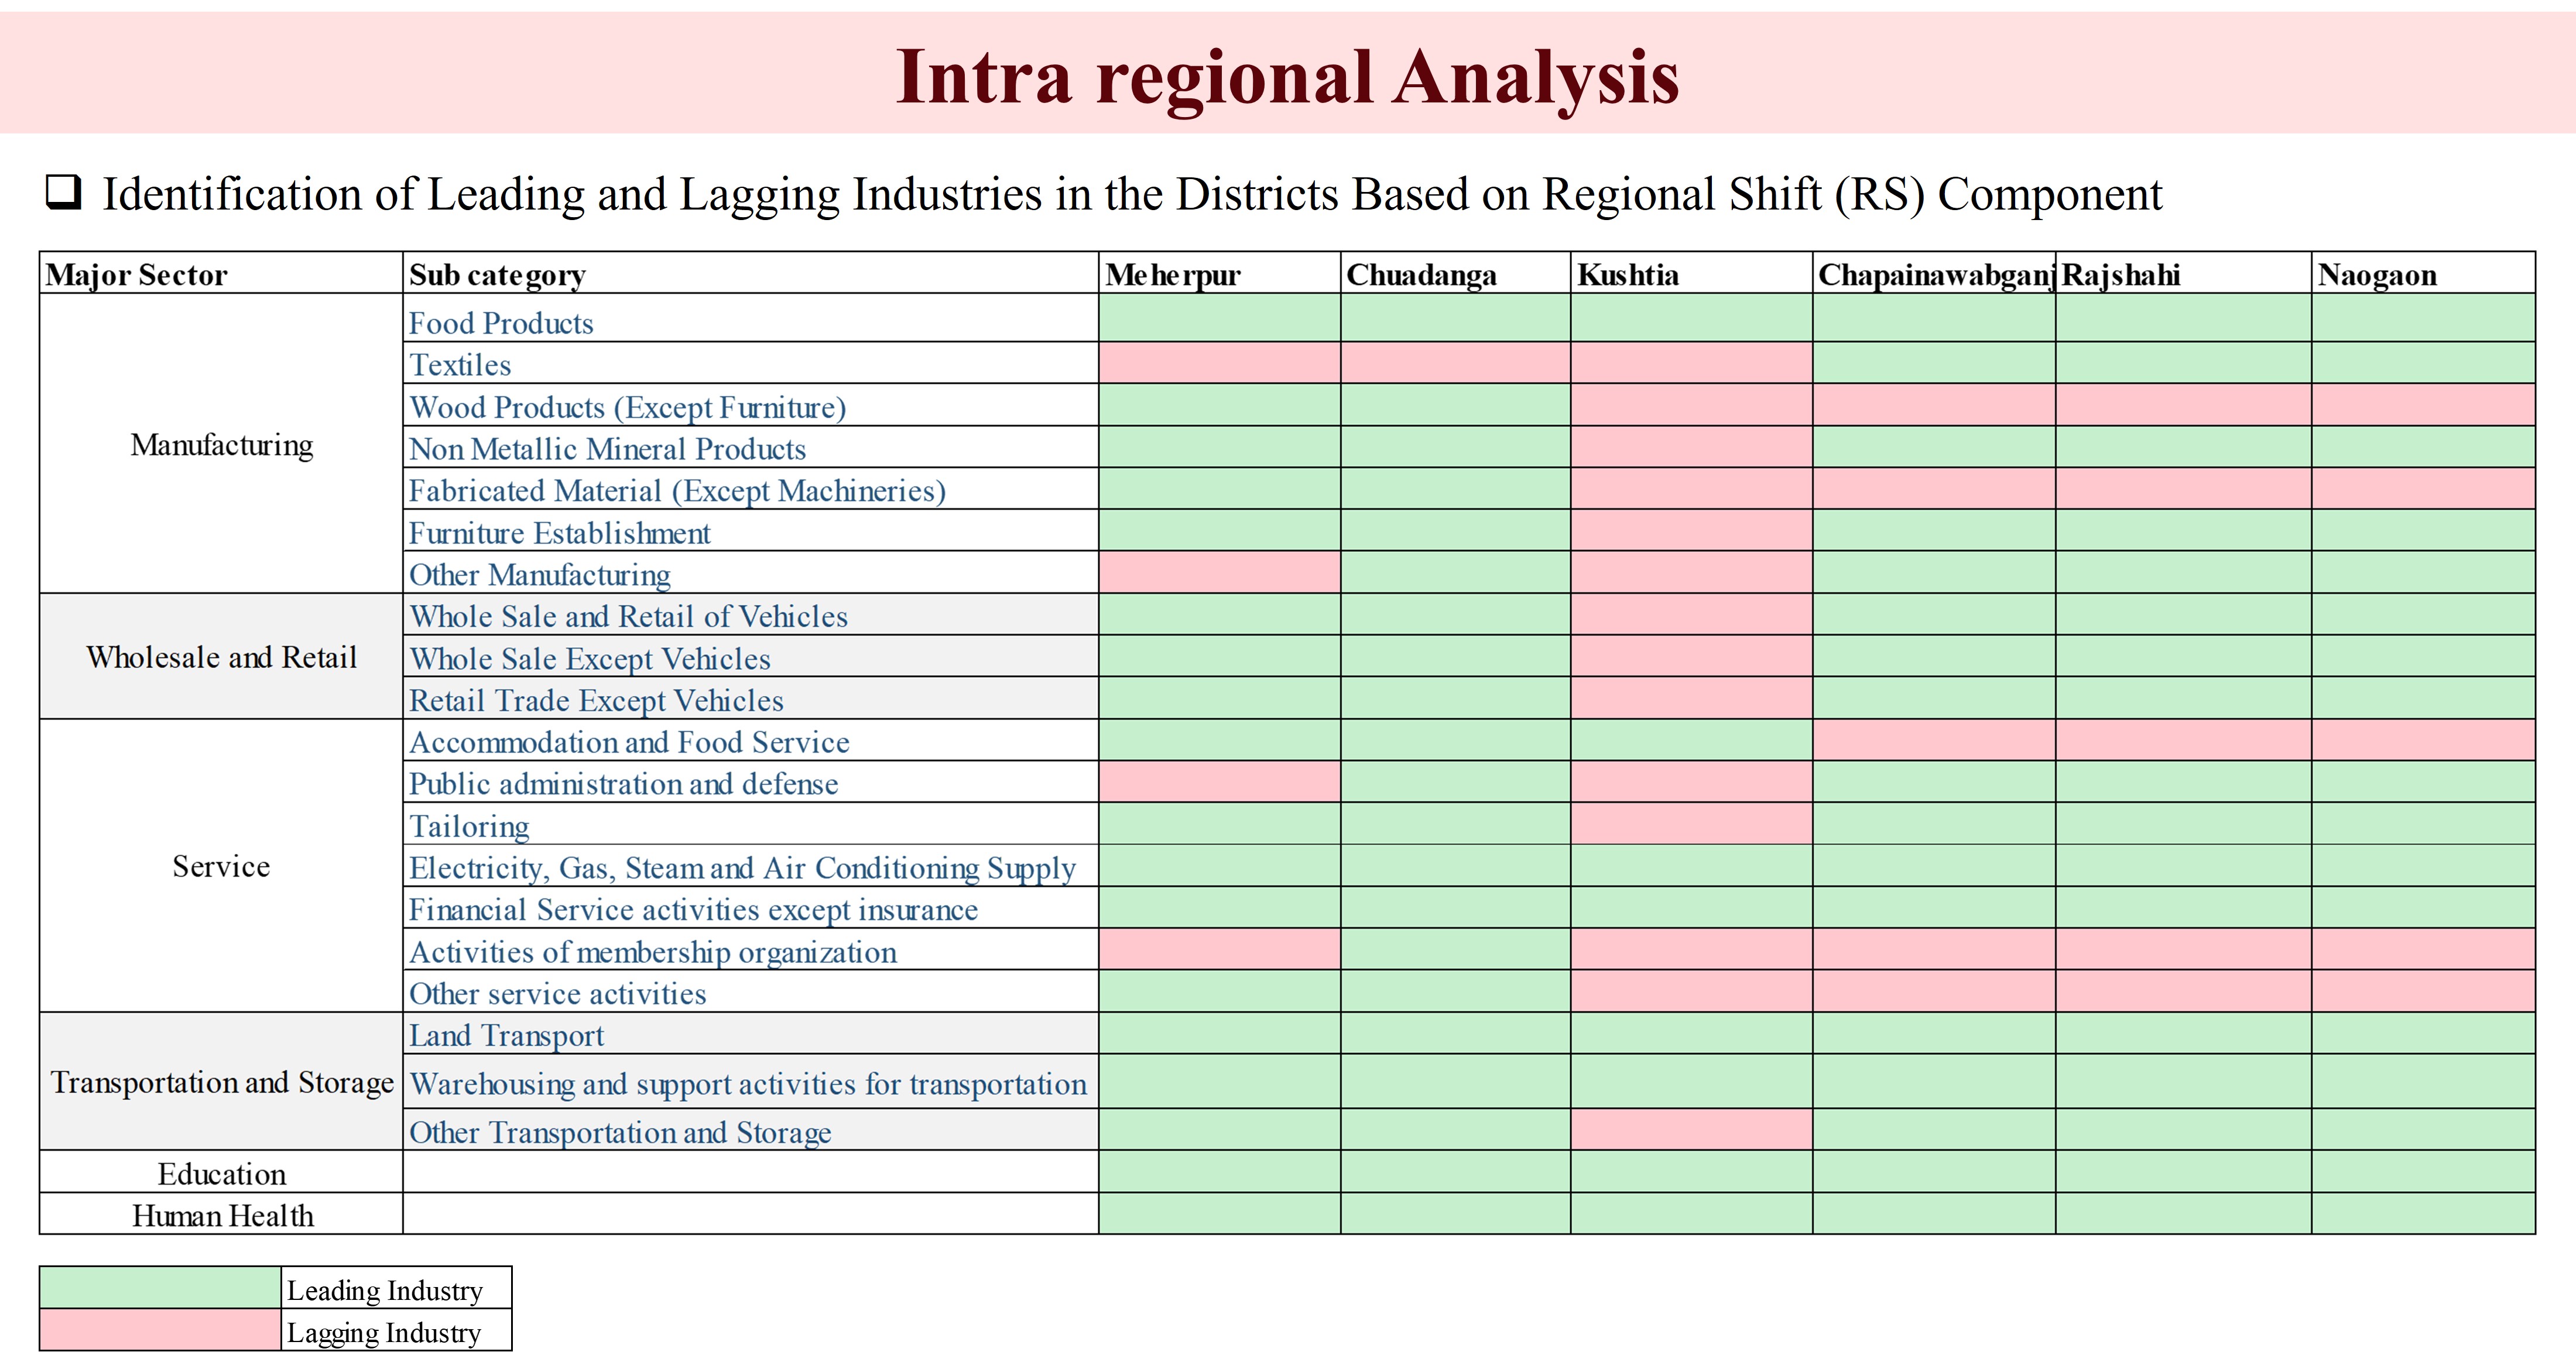 Intra regional Analysis
❑ Identification of Leading and Lagging Industries in the Districts Based on Regional Shift (RS) Component
Major Sector Sub category Meherpur Chuadanga Kushtia Chapainawabganj Rajshahi Naogaon
Food Products
Textiles
Wood Products (Except Furniture)
Manufacturing Non Metallic Mineral Products
Fabricated Material (Except Machineries)
Furniture Establishment
Other Manufacturing
Whole Sale and Retail of Vehicles
Wholesale and Retail Whole Sale Except Vehicles
Retail Trade Except Vehicles
Accommodation and Food Service
Public administration and defense
Tailoring
Service Electricity, Gas, Steam and Air Conditioning Supply
Financial Service activities except insurance
Activities of membership organization
Other service activities
Land Transport
Transportation and Storage Warehousing and support activities for transportation
Other Transportation and Storage
Education
Human Health
Leading Industry
Lagging Industry